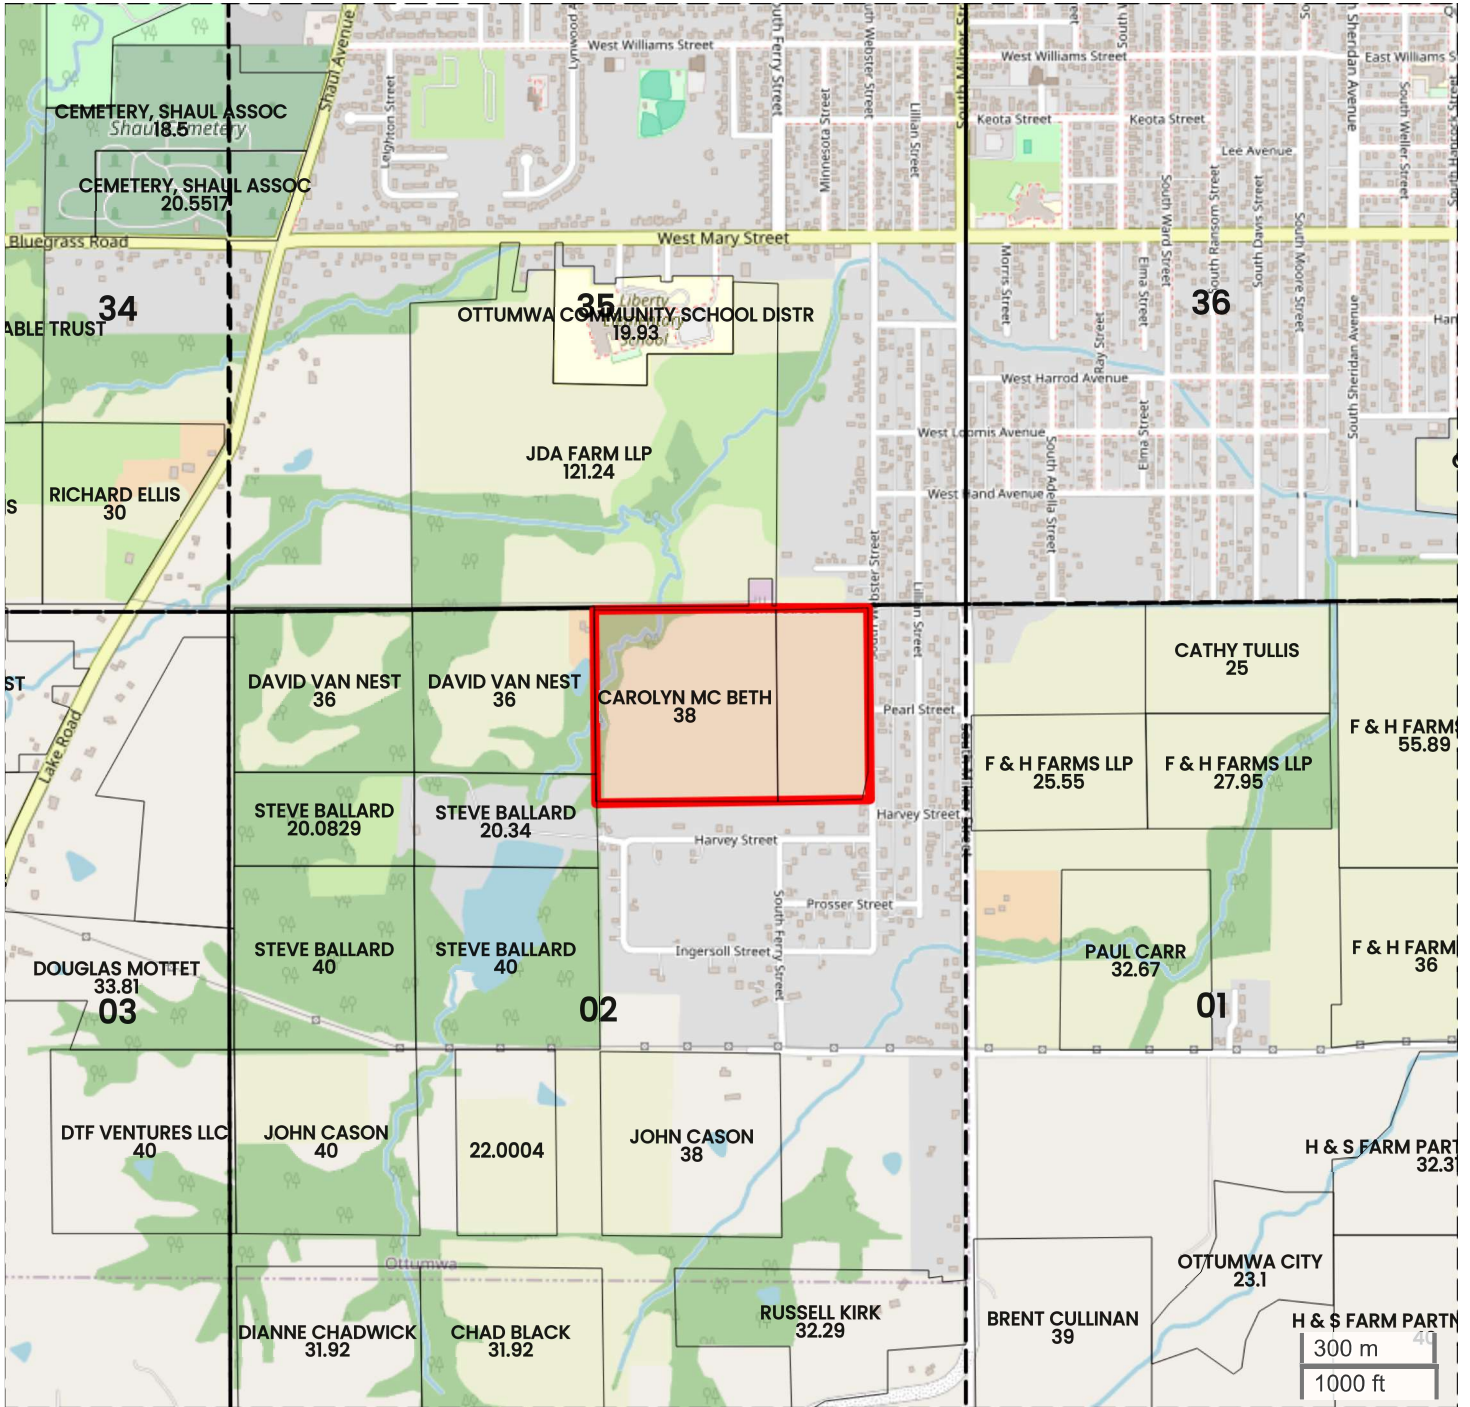 West Williams Street
South Ferry Street
Shaul Avenue
Leighton Street
Minnesota Street
Lillian Street
West Williams Street
East Williams S
Keota Street
Keota Street
Lee Avenue
South Weller Street
South Ward Street
South Ransom Street
South Davis Street
South Moore Street
CEMETERY, SHAUL ASSOC
18.5
Shaul Cemetery
CEMETERY, SHAUL ASSOC
20.5517
Bluegrass Road
West Mary Street
Morris Street
Elma Street
34
ABLE TRUST
35
Liberty
Elementary
School
OTTUMWA COMMUNITY SCHOOL DISTR
19.93
36
Ray Street
South Sheridan Avenue
Han
West Harrod Avenue
West Loomis Avenue
Elma Street
South Adella Street
JDA FARM LLP
121.24
West Hand Avenue
RICHARD ELLIS
30
S
Lillian Street
DAVID VAN NEST
36
DAVID VAN NEST
36
CAROLYN MC BETH
38
CATHY TULLIS
25
ST
Pearl Street
Lake Road
F & H FARMS
55.89
F & H FARMS LLP
25.55
F & H FARMS LLP
27.95
STEVE BALLARD
20.0829
STEVE BALLARD
20.34
Harvey Street
Harvey Street
Prosser Street
South Ferry Street
Ingersoll Street
STEVE BALLARD
40
STEVE BALLARD
40
PAUL CARR
32.67
F & H FARM
36
DOUGLAS MOTTET
33.81
03
02
01
DTF VENTURES LLC
40
JOHN CASON
40
22.0004
JOHN CASON
38
H & S FARM PART
32.3
Ottumwa
OTTUMWA CITY
23.1
DIANNE CHADWICK
31.92
CHAD BLACK
31.92
RUSSELL KIRK
32.29
BRENT CULLINAN
39
H & S FARM PARTN
40
300 m
1000 ft